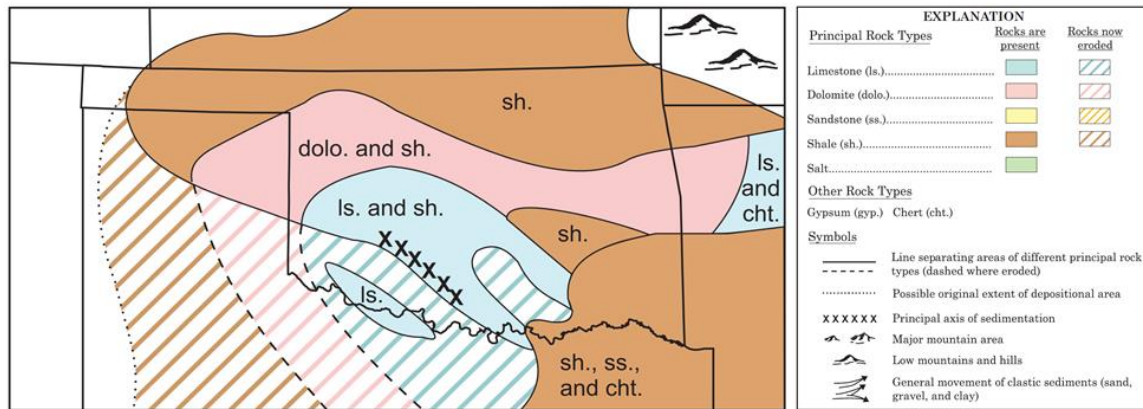 sh.
dolo. and sh.
ls. and sh.
ls.
and
cht.
sh.
XXXXXX
ls.
sh., ss.,
and cht.
EXPLANATION
Principal Rock Types Rocks are present Rocks now eroded
Limestone (ls.)
Dolomite (dolo.)
Sandstone (ss.)
Shale (sh.)
Salt
Other Rock Types
Gypsum (gyp.) Chert (cht.)
Symbols
Line separating areas of different principal rock
types (dashed where eroded)
Possible original extent of depositional area
XXXXXX Principal axis of sedimentation
Major mountain area
Low mountains and hills
General movement of clastic sediments (sand,
gravel, and clay)